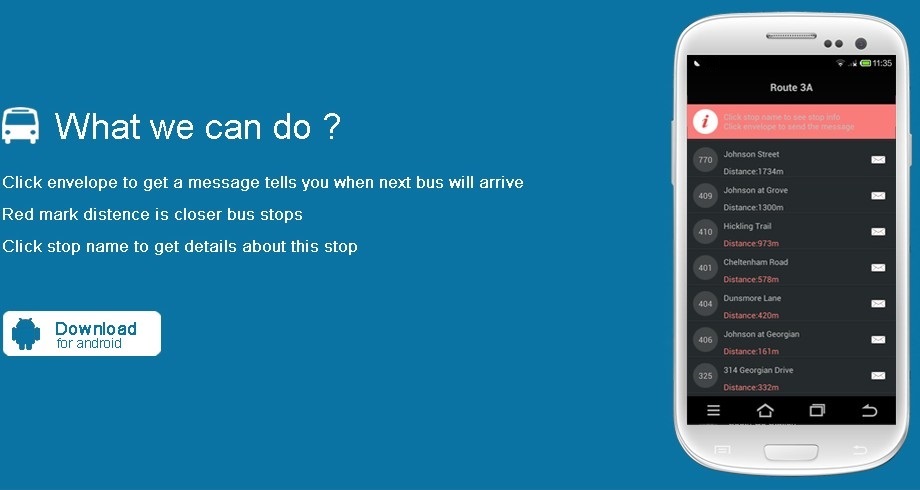 What we can do ?
Click envelope to get a message tells you when next bus will arrive
Red mark distence is closer bus stops
Click stop name to get details about this stop
Download
for android
11:35
Route 3A
i
Click stop name to see stop info
Click envelope to send the message
770
Johnson Street
Distance:1734m
409
Johnson at Grove
Distance:1300m
410
Hickling Trail
Distance:973m
401
Cheltenham Road
Distance:578m
404
Dunsmore Lane
Distance:420m
406
Johnson at Georgian
Distance:161m
325
314 Georgian Drive
Distance:332m